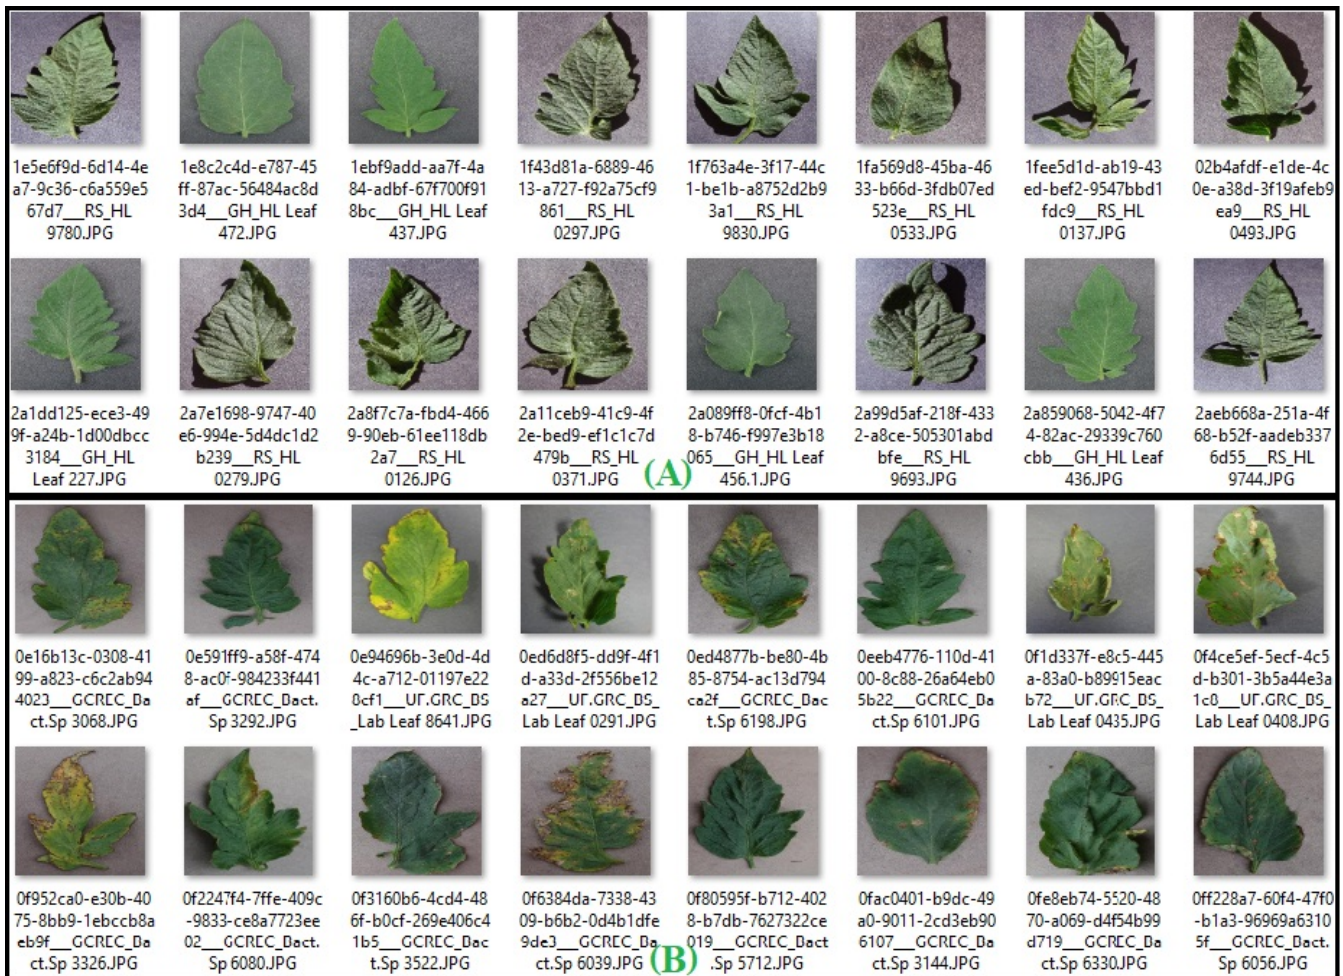 1e5e6f9d-6d14-4e
a7-9c36-c6a559e5
67d7___RS_HL
9780.JPG
1e8c2c4d-e787-45
ff-87ac-56484ac8d
3d4___GH_HL Leaf
472.JPG
1ebf9add-aa7f-4a
84-adbf-67f700f91
8bc___GH_HL Leaf
437.JPG
1f43d81a-6889-46
13-a727-f92a75cf9
861___RS_HL
0297.JPG
1f763a4e-3f17-44c
1-be1b-a8752d2b9
3a1___RS_HL
9830.JPG
1fa569d8-45ba-46
33-b66d-3fdb07ed
523e___RS_HL
0533.JPG
1fee5d1d-ab19-43
ed-bef2-9547bbd1
fdc9___RS_HL
0137.JPG
02b4afdf-e1de-4c
0e-a38d-3f19afeb9
ea9___RS_HL
0493.JPG
2a1dd125-ece3-49
9f-a24b-1d00dbcc
3184___GH_HL
Leaf 227.JPG
2a7e1698-9747-40
e6-994e-5d4dc1d2
b239___RS_HL
0279.JPG
2a8f7c7a-fbd4-466
9-90eb-61ee118db
2a7___RS_HL
0126.JPG
2a11ceb9-41c9-4f
2e-bed9-ef1c1c7d
479b___RS_HL
0371.JPG
2a089ff8-0fcf-4b1
8-b746-f997e3b18
065___GH_HL Leaf
456.1.JPG
2a99d5af-218f-433
2-a8ce-505301abd
bfe___RS_HL
9693.JPG
2a859068-5042-4f7
4-82ac-29339c760
cbb___GH_HL Leaf
436.JPG
2aeb668a-251a-4f
68-b52f-aadeb337
6d55___RS_HL
9744.JPG
(A)
0e16b13c-0308-41
99-a823-c6c2ab94
4023___GCREC_Ba
ct.Sp 3068.JPG
0e591ff9-a58f-474
8-ac0f-984233f441
af___GCREC_Bact.
Sp 3292.JPG
0e94696b-3e0d-4d
4c-a712-01197e22
8cf1___UF.GRC_BS
_Lab Leaf 8641.JPG
0ed6d8f5-dd9f-4f1
d-a33d-2f556be12
a27___UF.GRC_BS_
Lab Leaf 0291.JPG
0ed4877b-be80-4b
85-8754-ac13d794
ca2f___GCREC_Bac
t.Sp 6198.JPG
0eeb4776-110d-41
00-8c88-26a64eb0
5b22___GCREC_Ba
ct.Sp 6101.JPG
0f1d337f-e8c5-445
a-83a0-b89915eac
b72___UF.GRC_BS_
Lab Leaf 0435.JPG
0f4ce5ef-5ecf-4c5
d-b301-3b5a44e3a
1c8___UF.GRC_BS_
Lab Leaf 0408.JPG
0f952ca0-e30b-40
75-8bb9-1ebccb8a
eb9f___GCREC_Ba
ct.Sp 3326.JPG
0f2247f4-7ffe-409c
-9833-ce8a7723ee
02___GCREC_Bact.
Sp 6080.JPG
0f3160b6-4cd4-48
6f-b0cf-269e406c4
1b5___GCREC_Bac
t.Sp 3522.JPG
0f6384da-7338-43
09-b6b2-0d4b1dfe
9de3___GCREC_Ba
ct.Sp 6039.JPG
0f80595f-b712-402
8-b7db-7627322ce
019___GCREC_Bact
.Sp 5712.JPG
0fac0401-b9dc-49
a0-9011-2cd3eb90
6107___GCREC_Ba
ct.Sp 3144.JPG
0fe8eb74-5520-48
70-a069-d4f54b99
d719___GCREC_Ba
ct.Sp 6330.JPG
0ff228a7-60f4-47f0
-b1a3-96969a6310
5f___GCREC_Bact.
Sp 6056.JPG
(B)